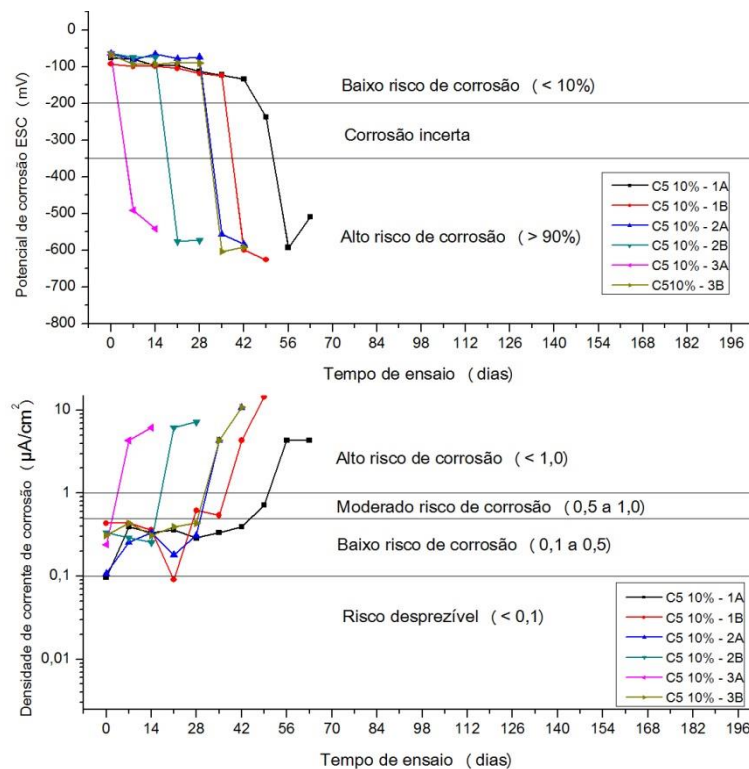 0
-100
-200
-300
-400
-500
-600
-700
-800
Potencial de corrosão ESC (mV)
Baixo risco de corrosão (< 10%)
Corrosão incerta
Alto risco de corrosão (> 90%)
C5 10% - 1A
C5 10% - 1B
C5 10% - 2A
C5 10% - 2B
C5 10% - 3A
C510% - 3B
0 14 28 42 56 70 84 98 112 126 140 154 168 182 196
Tempo de ensaio (dias)
10
1
0,1
0,01
Densidade de corrente de corrosão (µA/cm²)
Alto risco de corrosão (< 1,0)
Moderado risco de corrosão (0,5 a 1,0)
Baixo risco de corrosão (0,1 a 0,5)
Risco desprezível (< 0,1)
C5 10% - 1A
C5 10% - 1B
C5 10% - 2A
C5 10% - 2B
C5 10% - 3A
C5 10% - 3B
0 14 28 42 56 70 84 98 112 126 140 154 168 182 196
Tempo de ensaio (dias)